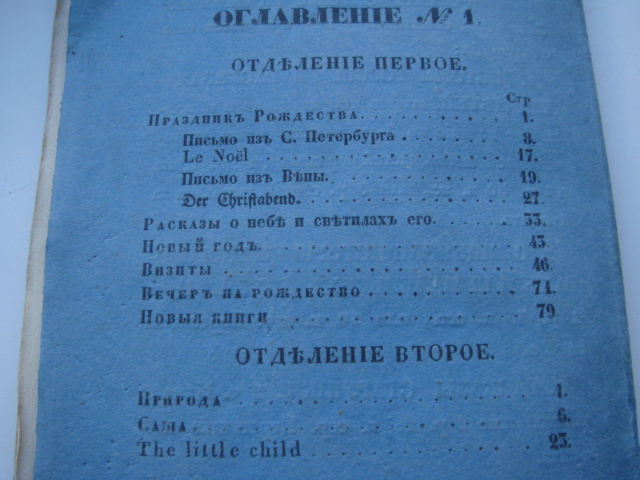 ОГЛАВЛЕНІЕ № 1.
ОТДѢЛЕНІЕ ПЕРВОЕ.
Стр
Праздникъ Рождества. 1.
Письмо изъ С. Петербурга 8.
Le Noël 17.
Письмо изъ Вѣны. 19.
Der Christabend. 27
Расказы о небѣ и свѣтилахъ его. 33.
Новый годъ. 43.
Визиты 46.
Вечеръ на рождество 71.
Новыя книги 79
ОТДѢЛЕНІЕ ВТОРОЕ.
Природа 1.
Саша 6.
The little child 23.